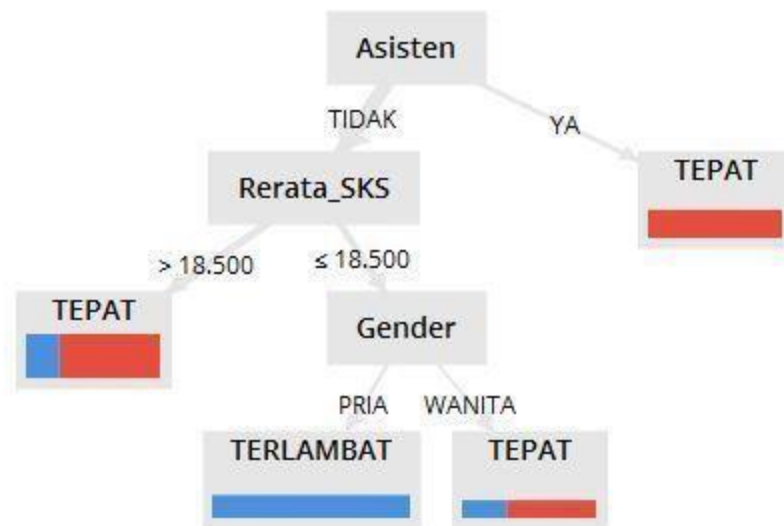 Asisten
TIDAK
YA
Rerata_SKS
TEPAT
> 18.500
≤ 18.500
TEPAT
Gender
PRIA
WANITA
TERLAMBAT
TEPAT